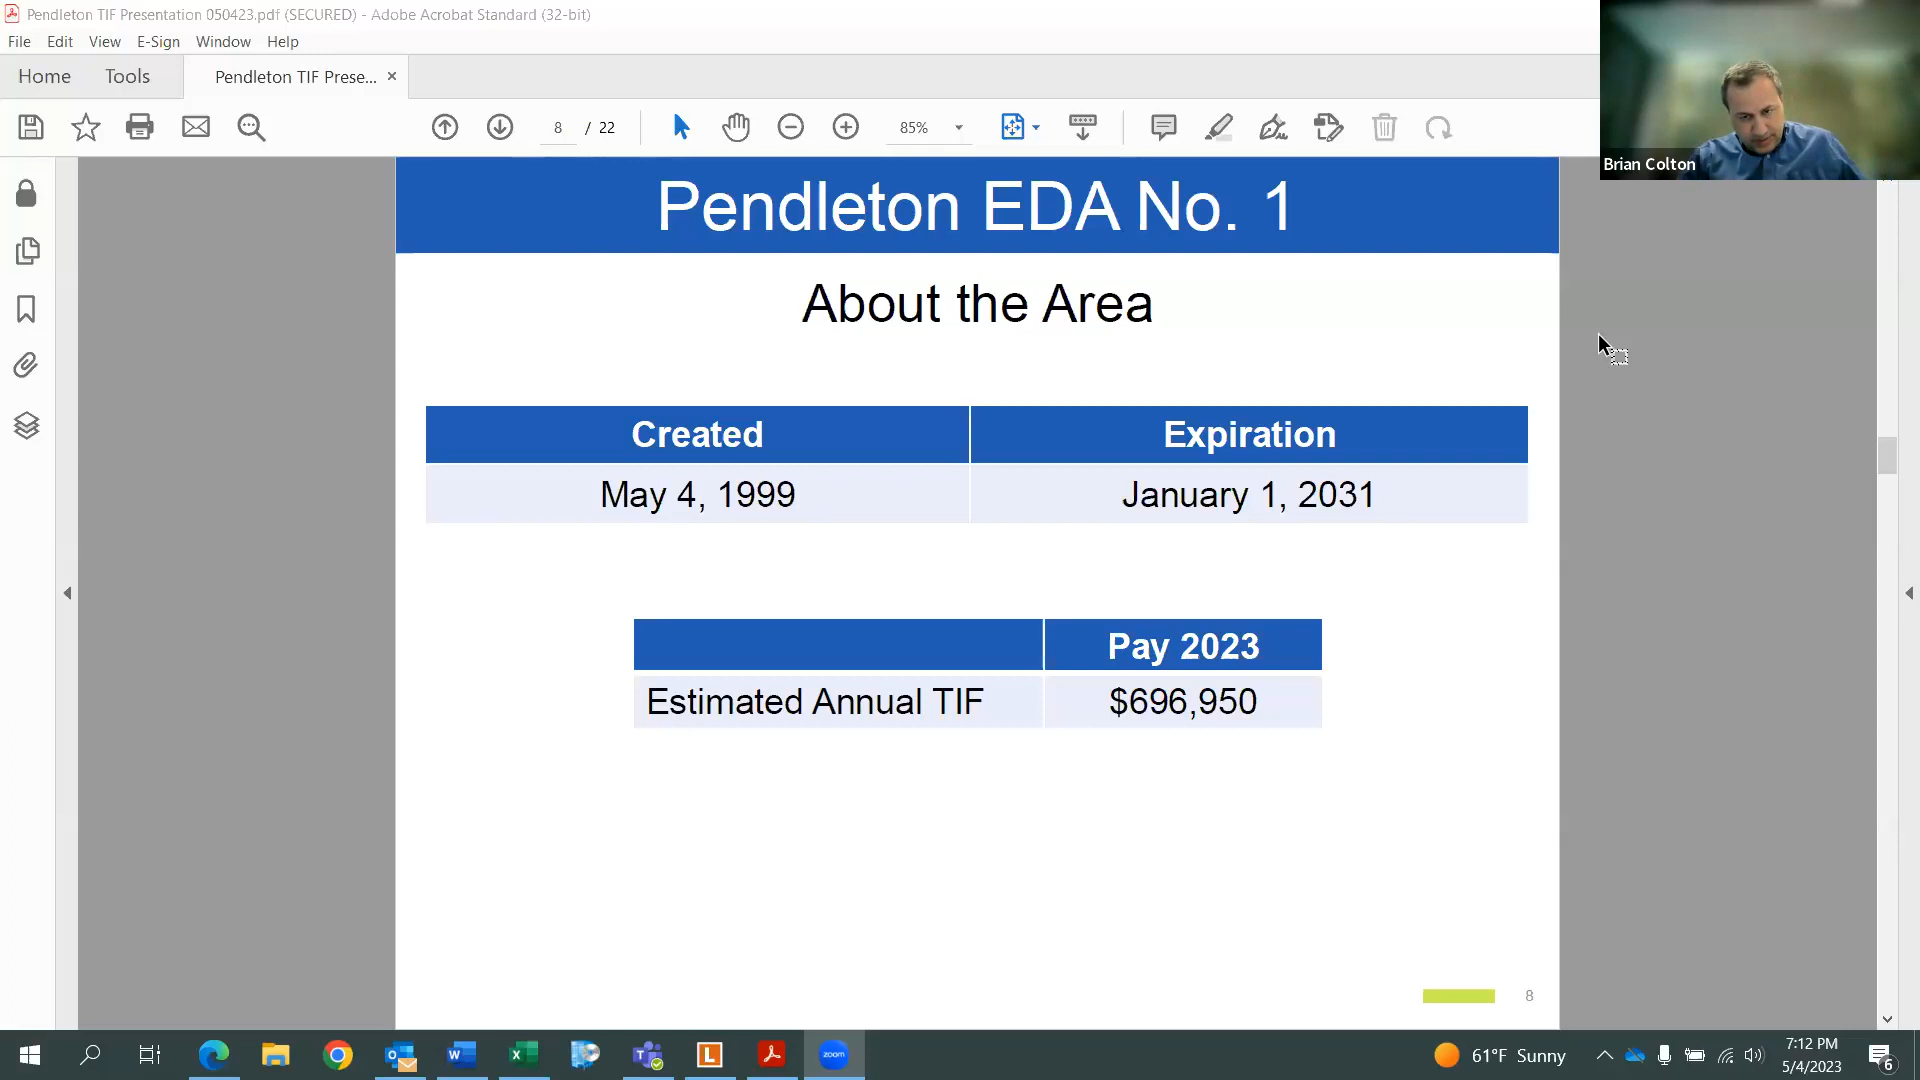 Pendleton TIF Presentation 050423.pdf (SECURED) - Adobe Acrobat Standard (32-bit)
File Edit View E-Sign Window Help
Home Tools Pendleton TIF Prese... ×
8 / 22 85%
Brian Colton
Pendleton EDA No. 1
About the Area
Created Expiration
May 4, 1999 January 1, 2031
Pay 2023
Estimated Annual TIF $696,950
8
61°F Sunny
7:12 PM
5/4/2023
6
zoom